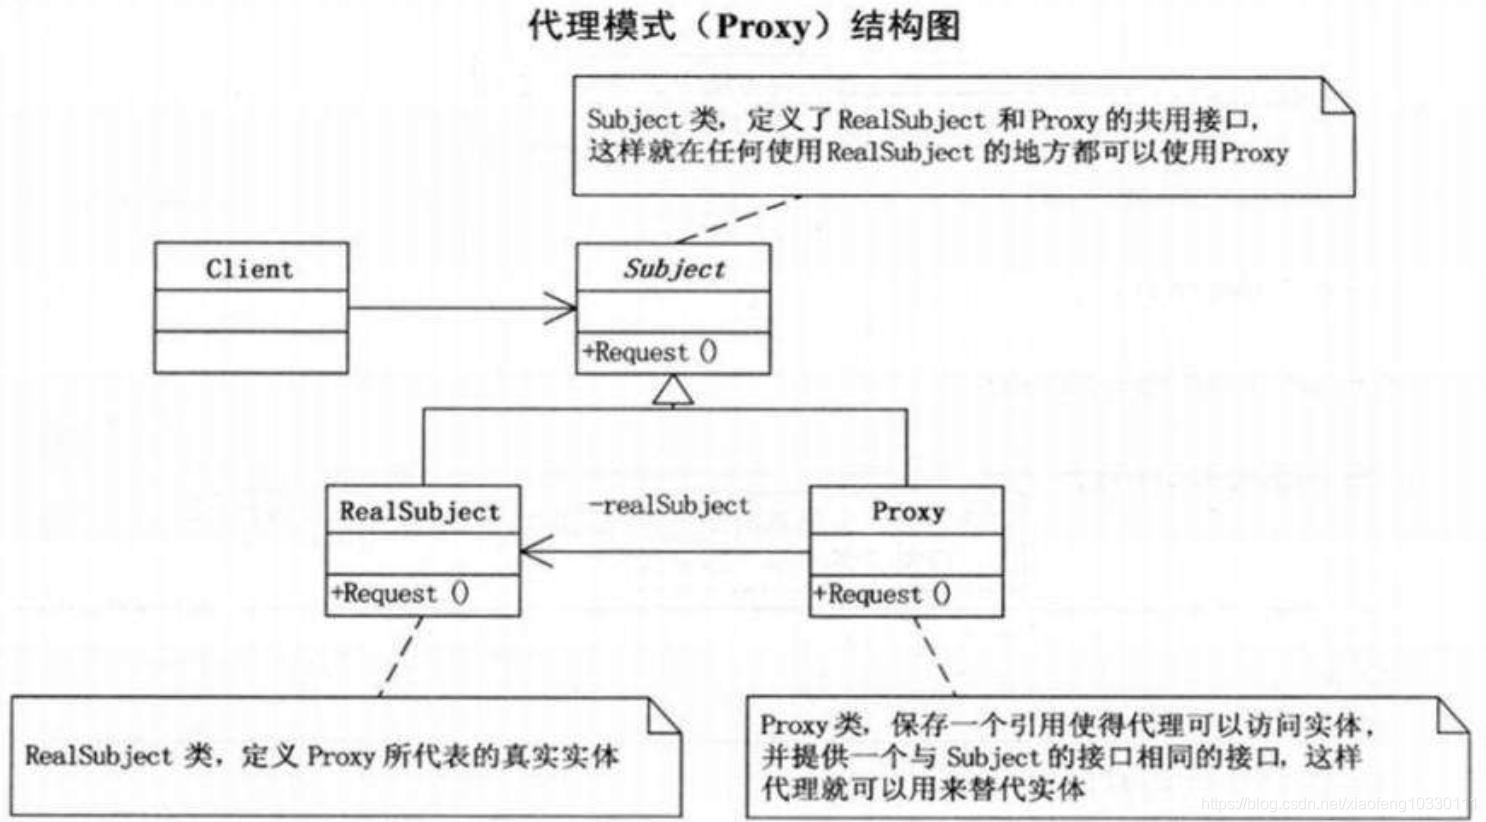 代理模式（Proxy）结构图
Subject 类，定义了 RealSubject 和 Proxy 的共用接口，
这样就在任何使用RealSubject 的地方都可以使用Proxy
Client
Subject
+Request()
RealSubject
-realSubject
Proxy
+Request()
+Request()
RealSubject 类，定义 Proxy 所代表的真实实体
Proxy 类，保存一个引用使得代理可以访问实体，
并提供一个与 Subject 的接口相同的接口，这样
代理就可以用来替代实体
https://blog.csdn.net/xiaofeng10330111